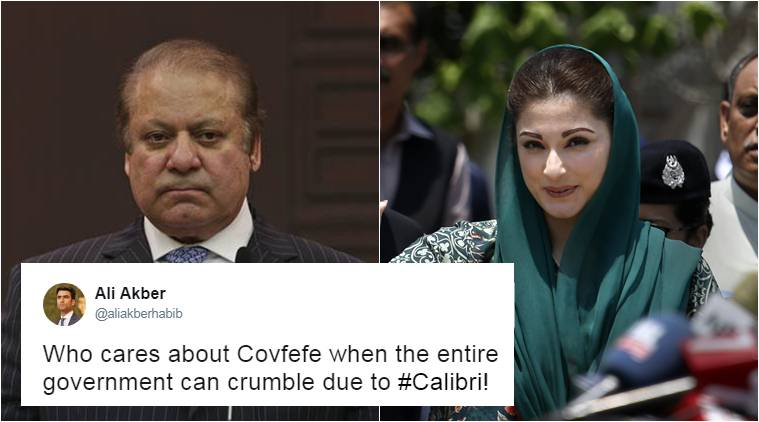 Ali Akber
@aliakberhabib
Who cares about Covfefe when the entire
government can crumble due to #Calibri!